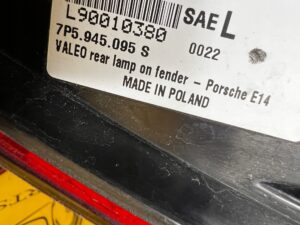 L90010380 SAE L
7P5.945.095 S 0022
VALEO rear lamp on fender - Porsche E14
MADE IN POLAND